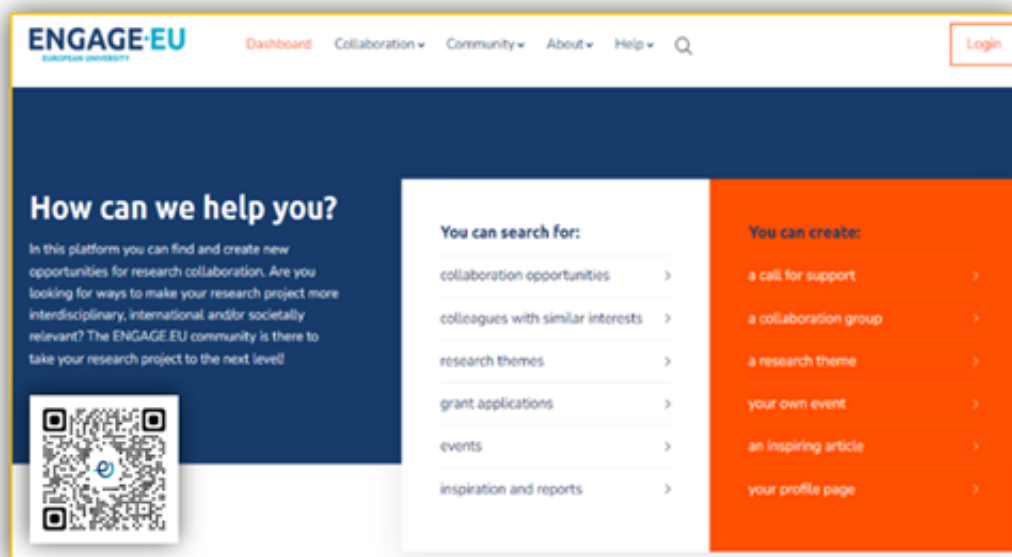 ENGAGE·EU
EUROPEAN UNIVERSITY
Dashboard Collaboration Community About Help
Login
How can we help you?
In this platform you can find and create new
opportunities for research collaboration. Are you
looking for ways to make your research project more
interdisciplinary, international and/or societally
relevant? The ENGAGE.EU community is there to
take your research project to the next level!
You can search for:
collaboration opportunities
colleagues with similar interests
research themes
grant applications
events
inspiration and reports
You can create:
a call for support
a collaboration group
a research theme
your own event
an inspiring article
your profile page